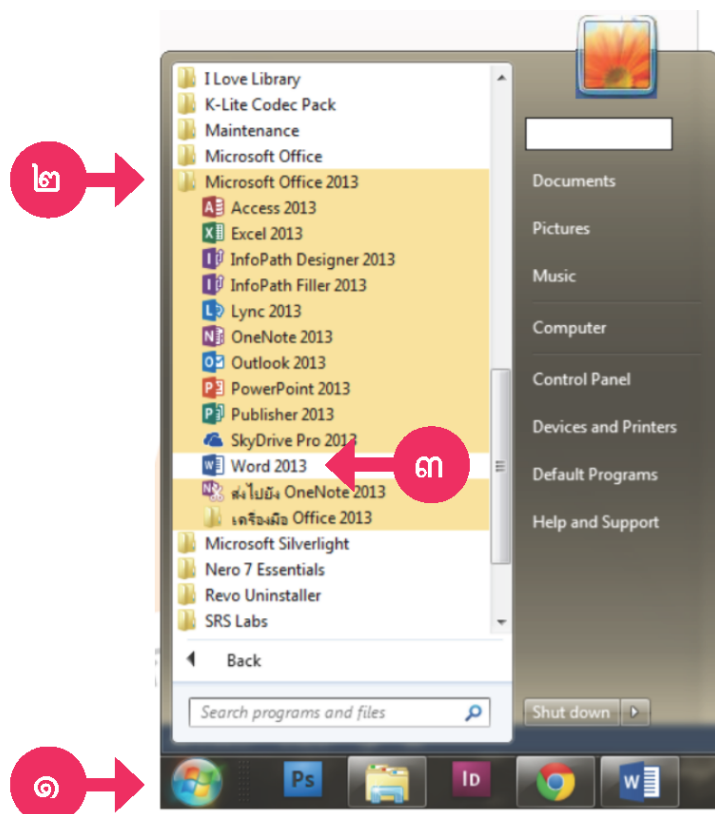 I Love Library
K-Lite Codec Pack
Maintenance
Microsoft Office
๒
Microsoft Office 2013
Access 2013
Excel 2013
InfoPath Designer 2013
InfoPath Filler 2013
Lync 2013
OneNote 2013
Outlook 2013
PowerPoint 2013
Publisher 2013
SkyDrive Pro 2013
Word 2013
๓
ส่งไปยัง OneNote 2013
เครื่องมือ Office 2013
Microsoft Silverlight
Nero 7 Essentials
Revo Uninstaller
SRS Labs
Back
Search programs and files
Documents
Pictures
Music
Computer
Control Panel
Devices and Printers
Default Programs
Help and Support
Shut down
๑
Ps
ID
W